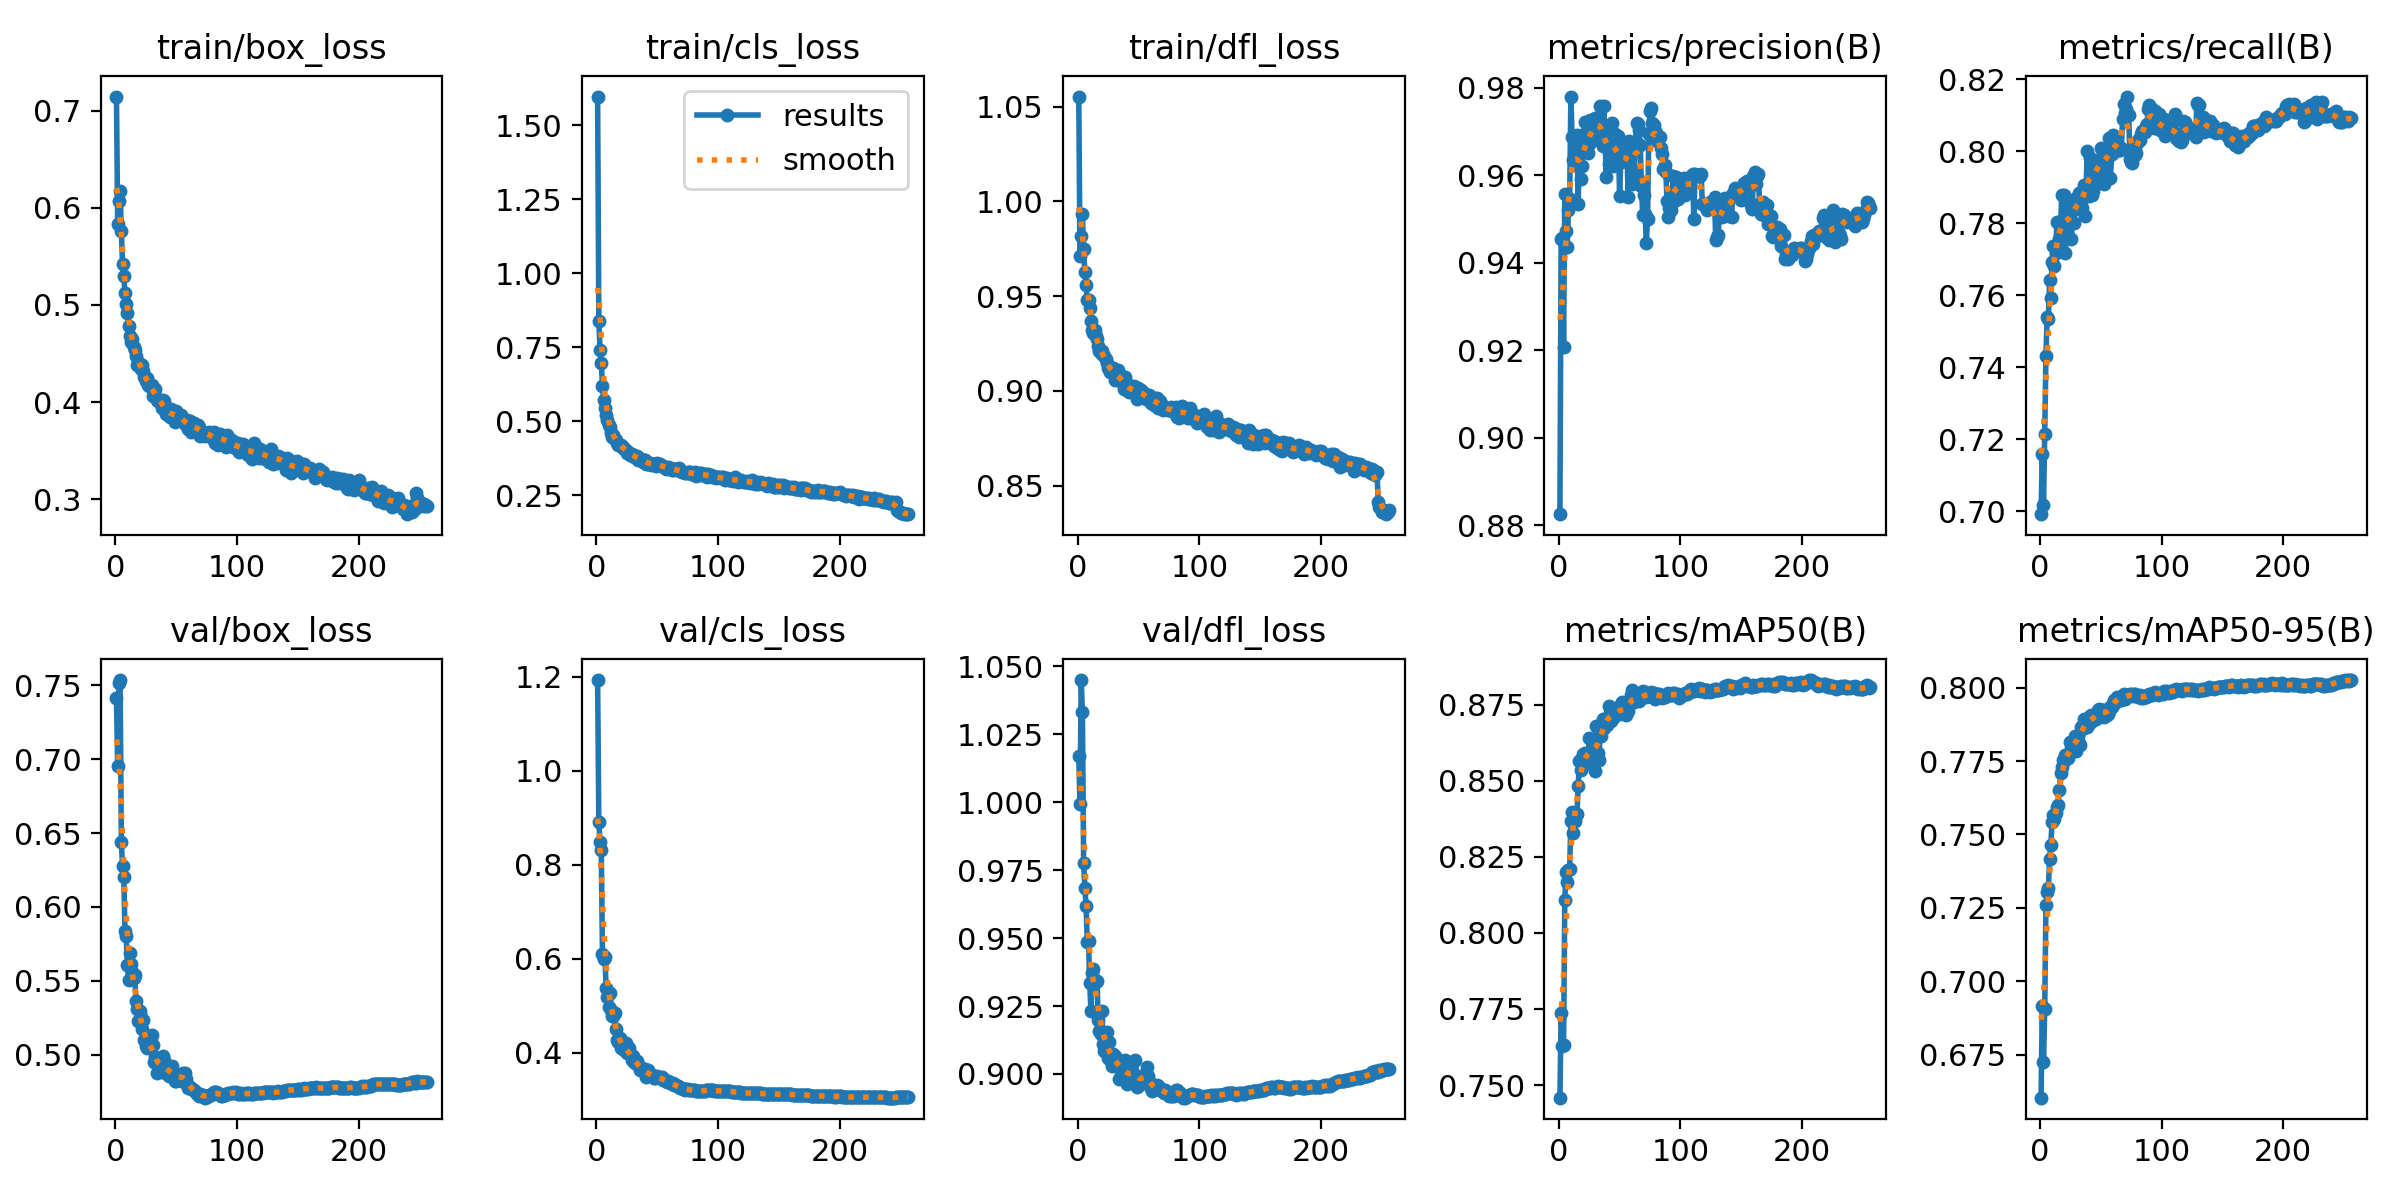 train/box_loss
0.7
0.6
0.5
0.4
0.3
0 100 200
train/cls_loss
results
smooth
1.50
1.25
1.00
0.75
0.50
0.25
0 100 200
train/dfl_loss
1.05
1.00
0.95
0.90
0.85
0 100 200
metrics/precision(B)
0.98
0.96
0.94
0.92
0.90
0.88
0 100 200
metrics/recall(B)
0.82
0.80
0.78
0.76
0.74
0.72
0.70
0 100 200
val/box_loss
0.75
0.70
0.65
0.60
0.55
0.50
0 100 200
val/cls_loss
1.2
1.0
0.8
0.6
0.4
0 100 200
val/dfl_loss
1.050
1.025
1.000
0.975
0.950
0.925
0.900
0 100 200
metrics/mAP50(B)
0.875
0.850
0.825
0.800
0.775
0.750
0 100 200
metrics/mAP50-95(B)
0.800
0.775
0.750
0.725
0.700
0.675
0 100 200